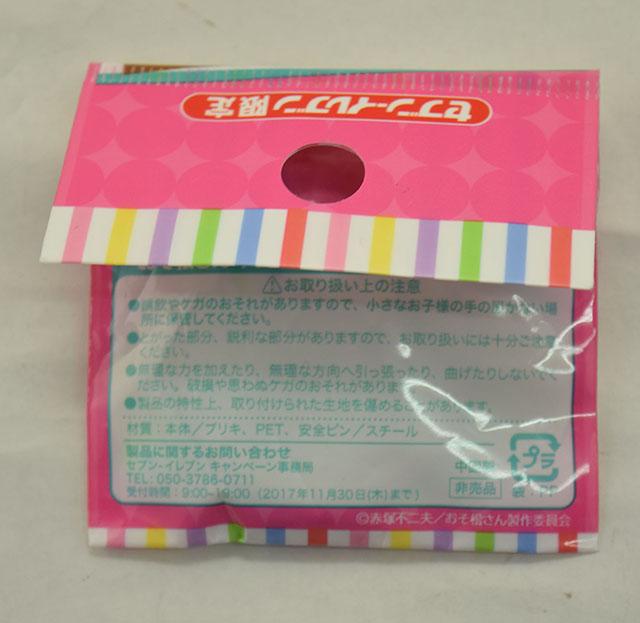 セブン-イレブン限定
⚠お取り扱い上の注意
●誤飲やケガのおそれがありますので、小さなお子様の手の届かない場
所に保管してください。
●とがった部分、鋭利な部分がありますので、お取り扱いには十分ご注意
ください。
●無理な力を加えたり、無理な方向へ引っ張ったり、曲げたりしないでく
ださい。破損や思わぬケガのおそれがあります。
●製品の特性上、取り付けられた生地を傷めることがあります。
材質:本体/ブリキ、PET、安全ピン/スチール
製品に関するお問い合わせ
セブン-イレブン キャンペーン事務局
TEL: 050-3786-0711
受付時間:9:00~19:00 (2017年11月30日(木)まで)
中国製
非売品
プラ
袋:PP
©赤塚不二夫/おそ松さん製作委員会